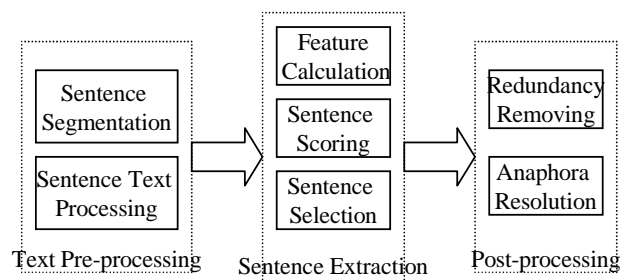 Sentence
Segmentation
Sentence Text
Processing
Text Pre-processing
Feature
Calculation
Sentence
Scoring
Sentence
Selection
Sentence Extraction
Redundancy
Removing
Anaphora
Resolution
Post-processing